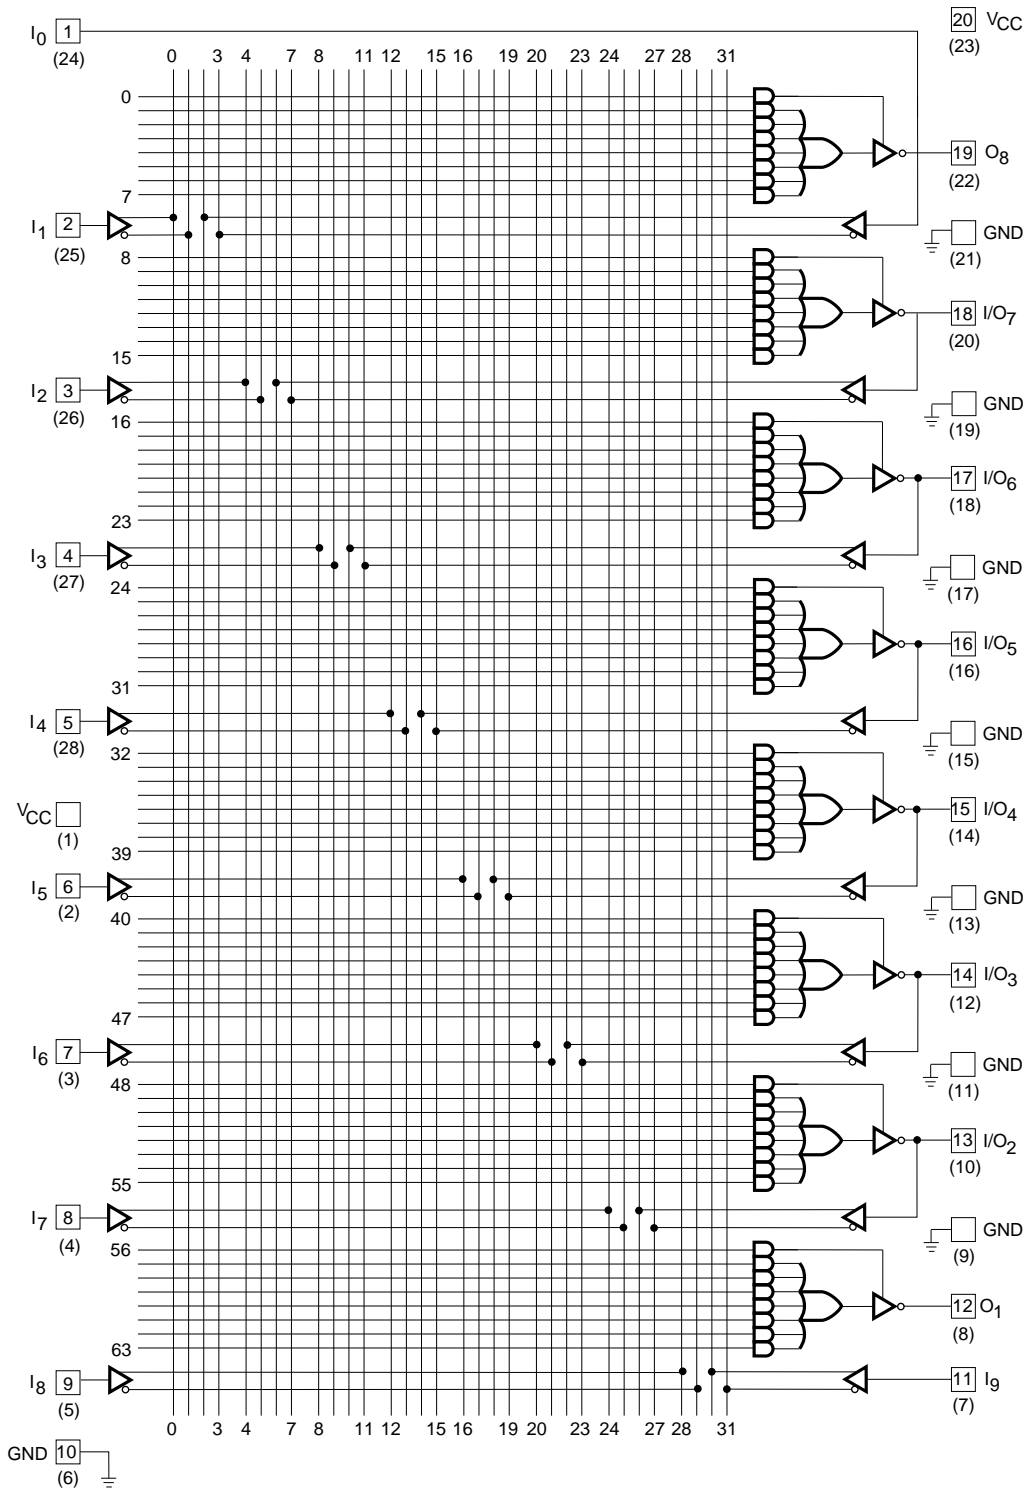 I0 1 20 VCC
(24) (23)
0 3 4 7 8 11 12 15 16 19 20 23 24 27 28 31
0
19 O8
(22)
7
I1 2 GND
(25) (21)
8
18 I/O7
(20)
15
I2 3 GND
(26) (19)
16
17 I/O6
(18)
23
I3 4 GND
(27) (17)
24
16 I/O5
(16)
31
I4 5 GND
(28) (15)
32
VCC 15 I/O4
(1) (14)
39
I5 6 GND
(2) (13)
40
14 I/O3
(12)
47
I6 7 GND
(3) (11)
48
13 I/O2
(10)
55
I7 8 GND
(4) (9)
56
12 O1
(8)
63
I8 9 11 I9
(5) (7)
0 3 4 7 8 11 12 15 16 19 20 23 24 27 28 31
GND 10
(6)